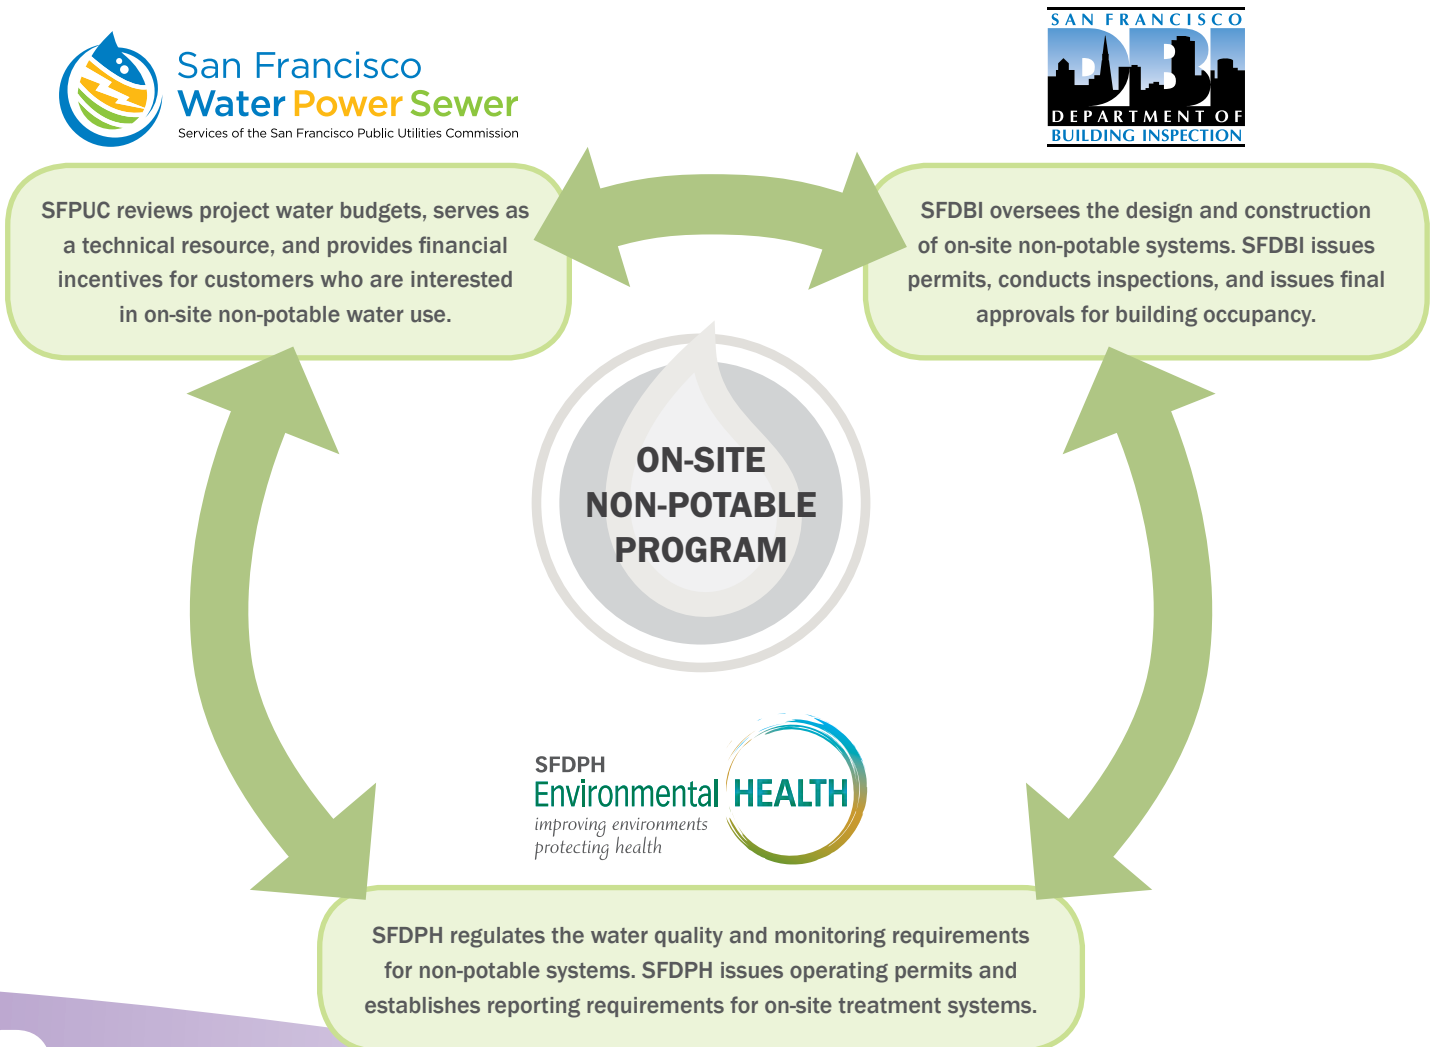 San Francisco
Water Power Sewer
Services of the San Francisco Public Utilities Commission
SAN FRANCISCO
DBI
DEPARTMENT OF
BUILDING INSPECTION
SFPUC reviews project water budgets, serves as
a technical resource, and provides financial
incentives for customers who are interested
in on-site non-potable water use.
SFDBI oversees the design and construction
of on-site non-potable systems. SFDBI issues
permits, conducts inspections, and issues final
approvals for building occupancy.
ON-SITE
NON-POTABLE
PROGRAM
SFDPH
Environmental HEALTH
improving environments
protecting health
SFDPH regulates the water quality and monitoring requirements
for non-potable systems. SFDPH issues operating permits and
establishes reporting requirements for on-site treatment systems.